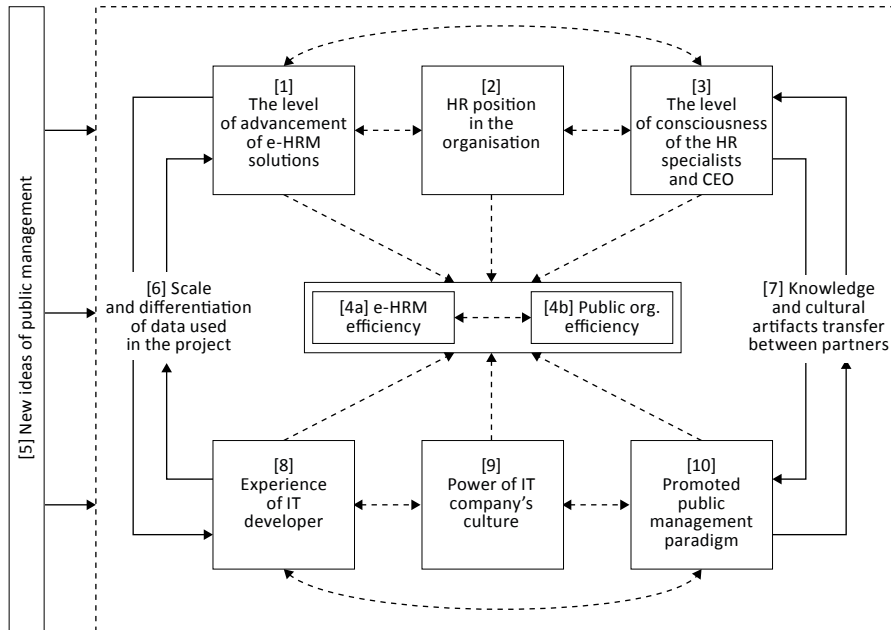 [5] New ideas of public management
[1]
The level
of advancement
of e-HRM
solutions
[2]
HR position
in the
organisation
[3]
The level
of consciousness
of the HR
specialists
and CEO
[6] Scale
and differentiation
of data used
in the project
[4a] e-HRM
efficiency
[4b] Public org.
efficiency
[7] Knowledge
and cultural
artifacts transfer
between partners
[8]
Experience
of IT
developer
[9]
Power of IT
company’s
culture
[10]
Promoted
public
management
paradigm